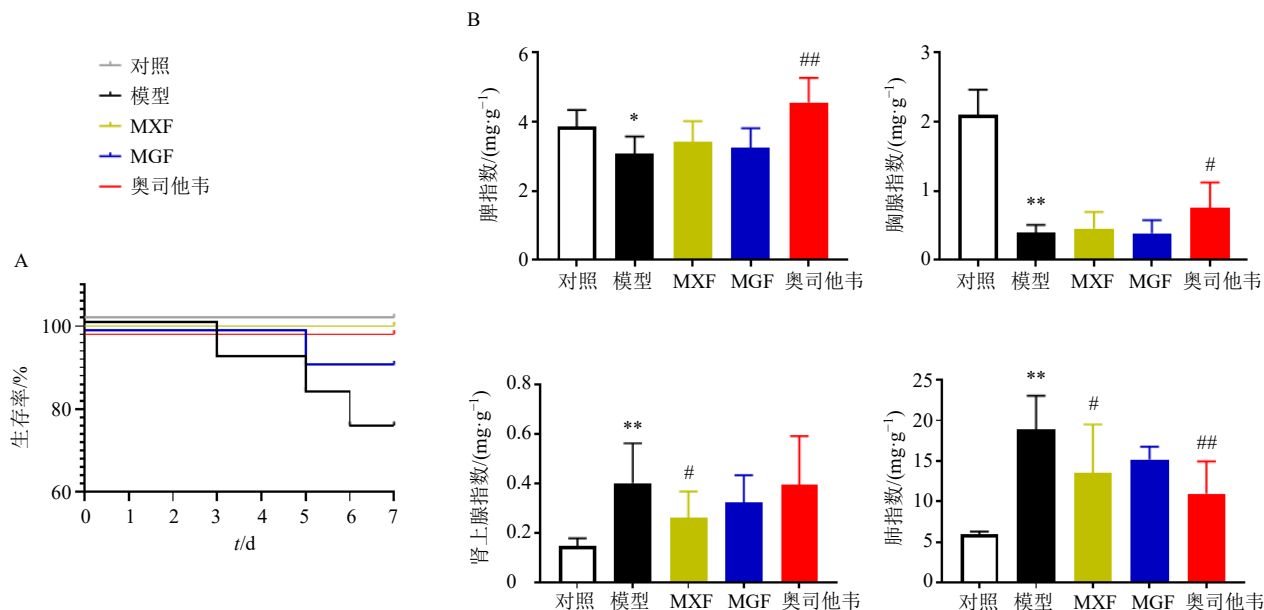 对照
模型
MXF
MGF
奥司他韦
A
100
80
60
生存率/%
0 1 2 3 4 5 6 7
t/d
B
6
4
2
0
脾指数/(mg·g⁻¹)
*
##
对照 模型 MXF MGF 奥司他韦
3
2
1
0
胸腺指数/(mg·g⁻¹)
**
#
对照 模型 MXF MGF 奥司他韦
0.8
0.6
0.4
0.2
0
肾上腺指数/(mg·g⁻¹)
**
#
对照 模型 MXF MGF 奥司他韦
25
20
15
10
5
0
肺指数/(mg·g⁻¹)
**
#
##
对照 模型 MXF MGF 奥司他韦